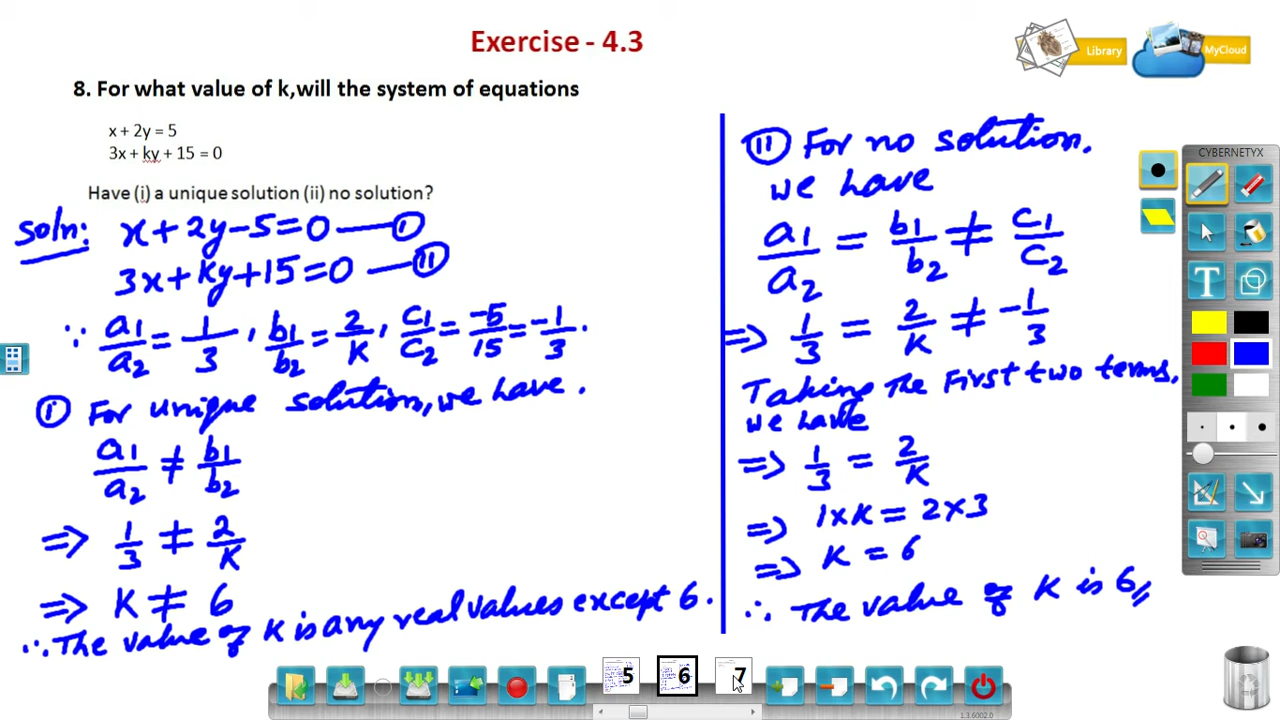 Exercise - 4.3
Library
MyCloud
8. For what value of k,will the system of equations
x + 2y = 5
3x + ky + 15 = 0
Have (i) a unique solution (ii) no solution?
Soln: x+2y-5=0 — (i)
3x+ky+15=0 — (ii)
∵ a1/a2 = 1/3, b1/b2 = 2/k, c1/c2 = -5/15 = -1/3.
(i) For unique solution, we have.
a1/a2 ≠ b1/b2
=> 1/3 ≠ 2/k
=> k ≠ 6
∴ The value of k is any real values except 6.
(ii) For no solution,
we have
a1/a2 = b1/b2 ≠ c1/c2
=> 1/3 = 2/k ≠ -1/3
Taking the First two terms,
we have
=> 1/3 = 2/k
=> 1×k = 2×3
=> k = 6
∴ The value of k is 6//
CYBERNETYX
T
5 6 7
1.3.6002.0